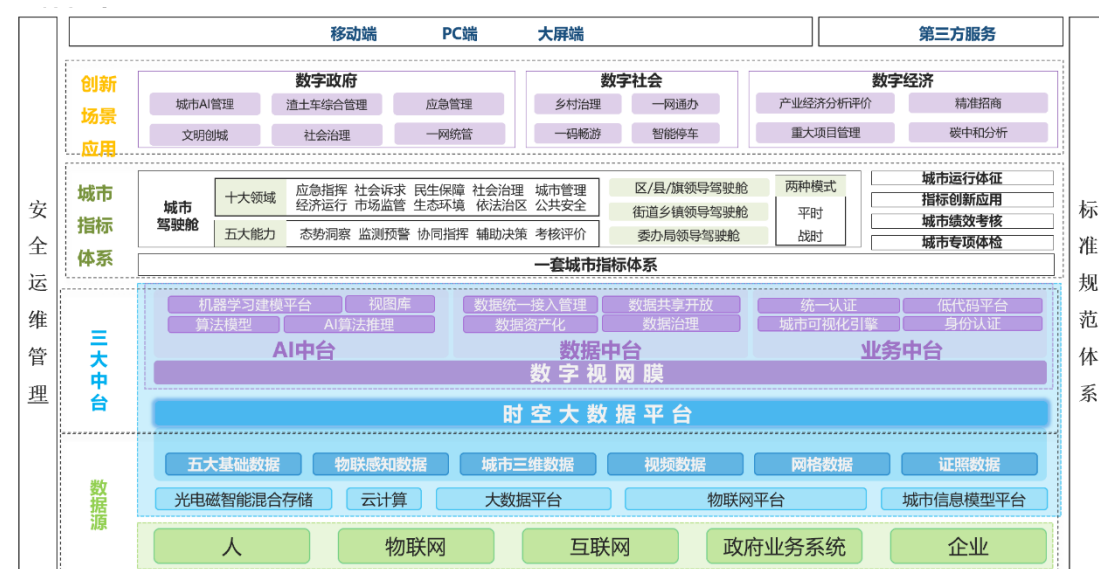 移动端 PC端 大屏端
第三方服务
安全运维管理
标准规范体系
创新
场景
应用
数字政府
城市AI管理 渣土车综合管理 应急管理
文明创城 社会治理 一网统管
数字社会
乡村治理 一网通办
一码畅游 智能停车
数字经济
产业经济分析评价 精准招商
重大项目管理 碳中和分析
城市
指标
体系
城市
驾驶舱
十大领域
应急指挥 社会诉求 民生保障 社会治理 城市管理
经济运行 市场监管 生态环境 依法治区 公共安全
五大能力
态势洞察 监测预警 协同指挥 辅助决策 考核评价
区/县/旗领导驾驶舱
街道乡镇领导驾驶舱
委办局领导驾驶舱
两种模式
平时
战时
城市运行体征
指标创新应用
城市绩效考核
城市专项体检
一套城市指标体系
三大中台
机器学习建模平台 视图库
算法模型 AI算法推理
AI中台
数据统一接入管理 数据共享开放
数据资产化 数据治理
数据中台
统一认证 低代码平台
城市可视化引擎 身份认证
业务中台
数字视网膜
时空大数据平台
数据源
五大基础数据 物联感知数据 城市三维数据 视频数据 网格数据 证照数据
光电磁智能混合存储 云计算 大数据平台 物联网平台 城市信息模型平台
人 物联网 互联网 政府业务系统 企业